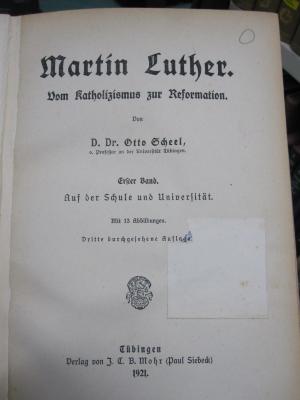 Martin Luther.
Vom Katholizismus zur Reformation.
Von
D. Dr. Otto Scheel,
o. Professor an der Universität Tübingen.
Erster Band.
Auf der Schule und Universität.
Mit 13 Abbildungen.
Dritte durchgesehene Auflage.
Tübingen
Verlag von J. C. B. Mohr (Paul Siebeck)
1921.